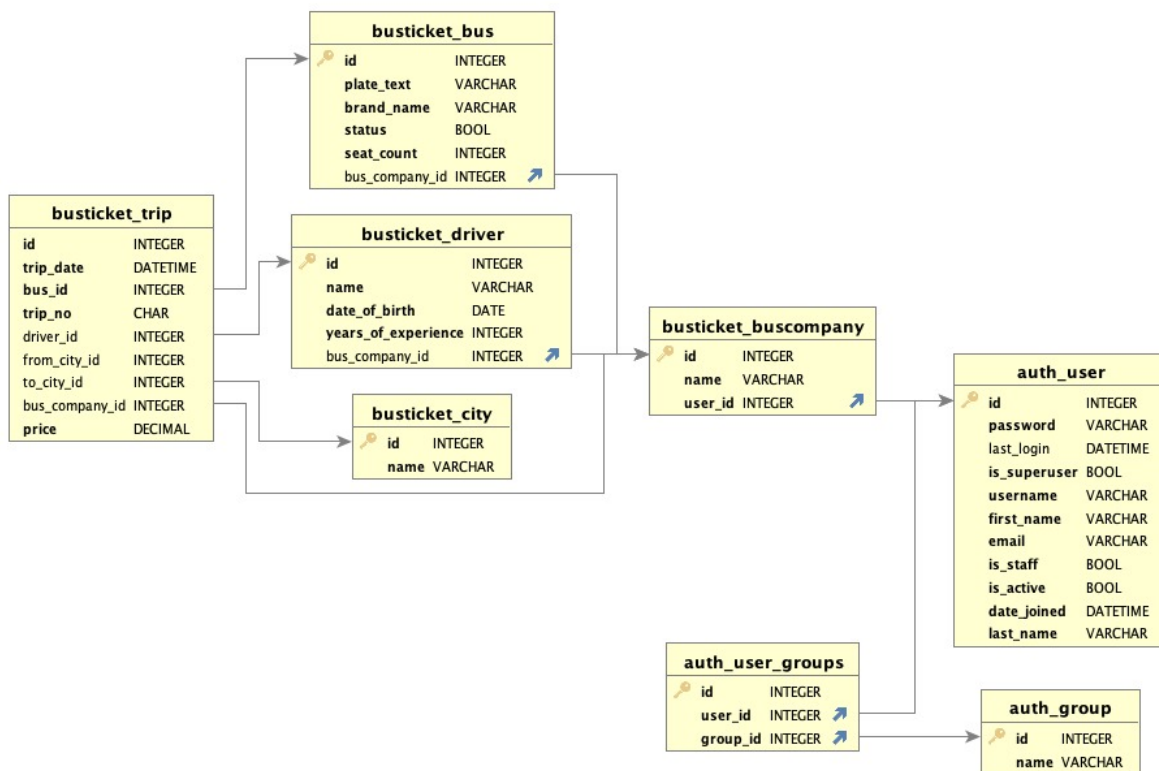 busticket_bus
id INTEGER
plate_text VARCHAR
brand_name VARCHAR
status BOOL
seat_count INTEGER
bus_company_id INTEGER
busticket_trip
id INTEGER
trip_date DATETIME
bus_id INTEGER
trip_no CHAR
driver_id INTEGER
from_city_id INTEGER
to_city_id INTEGER
bus_company_id INTEGER
price DECIMAL
busticket_driver
id INTEGER
name VARCHAR
date_of_birth DATE
years_of_experience INTEGER
bus_company_id INTEGER
busticket_city
id INTEGER
name VARCHAR
busticket_buscompany
id INTEGER
name VARCHAR
user_id INTEGER
auth_user
id INTEGER
password VARCHAR
last_login DATETIME
is_superuser BOOL
username VARCHAR
first_name VARCHAR
email VARCHAR
is_staff BOOL
is_active BOOL
date_joined DATETIME
last_name VARCHAR
auth_user_groups
id INTEGER
user_id INTEGER
group_id INTEGER
auth_group
id INTEGER
name VARCHAR